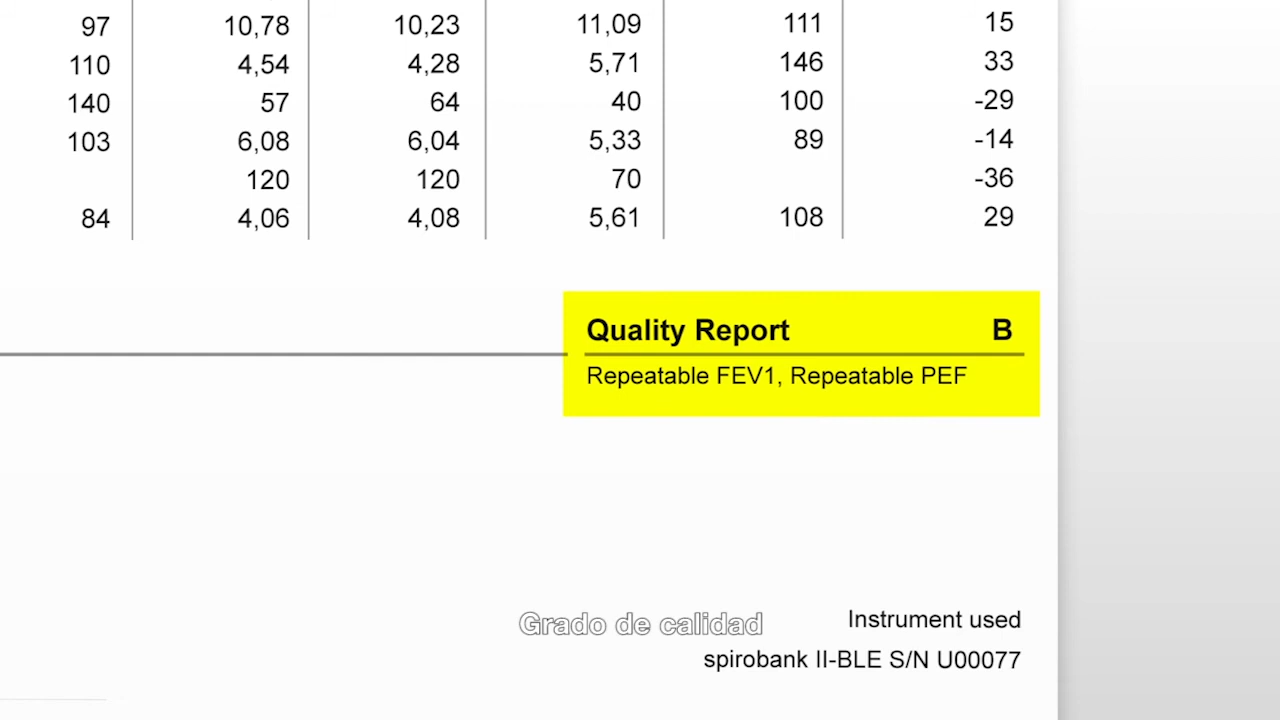 97 10,78 10,23 11,09 111 15
110 4,54 4,28 5,71 146 33
140 57 64 40 100 -29
103 6,08 6,04 5,33 89 -14
120 120 70 -36
84 4,06 4,08 5,61 108 29
Quality Report B
Repeatable FEV1, Repeatable PEF
Grado de calidad
Instrument used
spirobank II-BLE S/N U00077